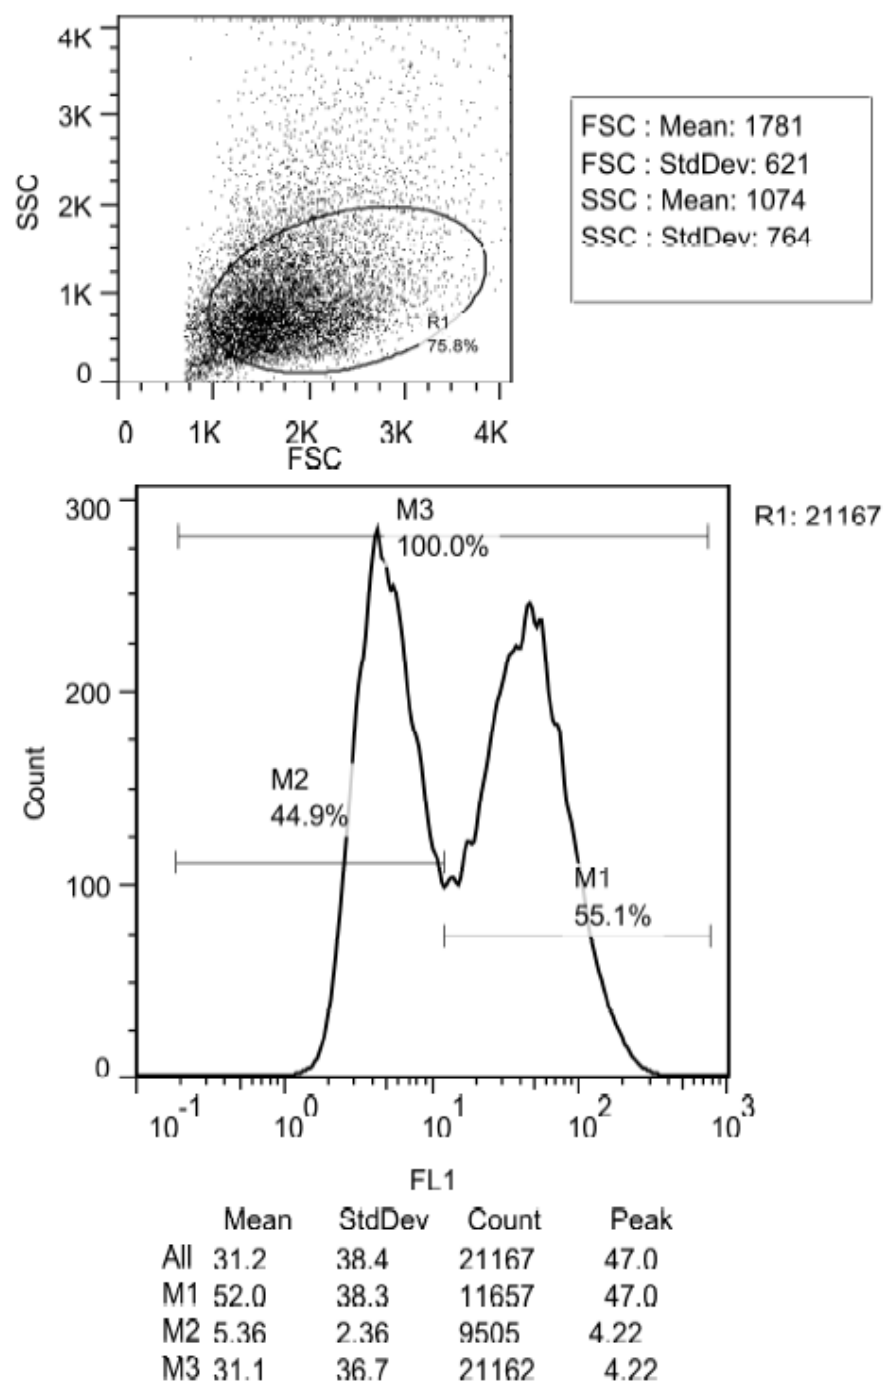 4K
3K
2K
1K
0
SSC
R1
75.8%
0 1K 2K 3K 4K
FSC
FSC : Mean: 1781
FSC : StdDev: 621
SSC : Mean: 1074
SSC : StdDev: 764
300
200
100
0
Count
M3
100.0%
R1: 21167
M2
44.9%
M1
55.1%
10-1 100 101 102 103
FL1
Mean StdDev Count Peak
All 31.2 38.4 21167 47.0
M1 52.0 38.3 11657 47.0
M2 5.36 2.36 9505 4.22
M3 31.1 36.7 21162 4.22